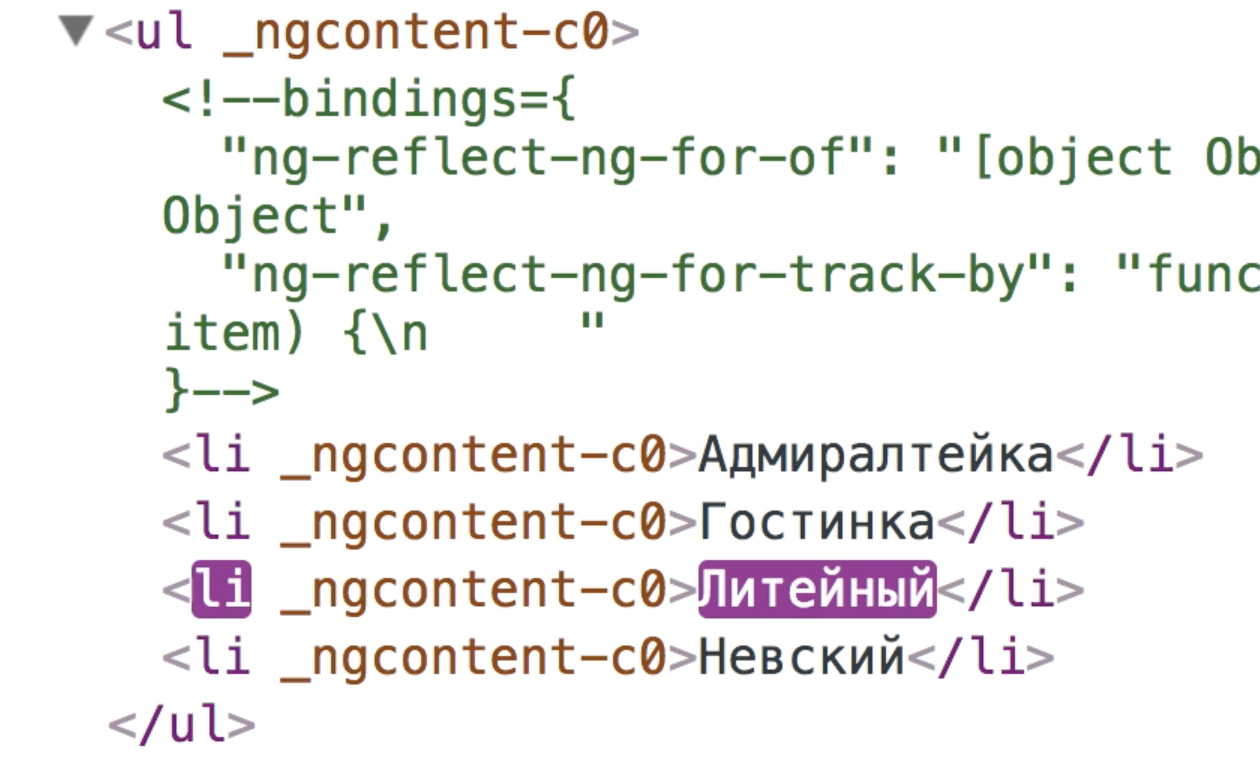 ▼<ul _ngcontent-c0>
<!--bindings={
"ng-reflect-ng-for-of": "[object
Object",
"ng-reflect-ng-for-track-by":
item) {\n     "
}-->
<li _ngcontent-c0>Адмиралтейка</li>
<li _ngcontent-c0>Гостинка</li>
<li _ngcontent-c0>Литейный</li>
<li _ngcontent-c0>Невский</li>
</ul>